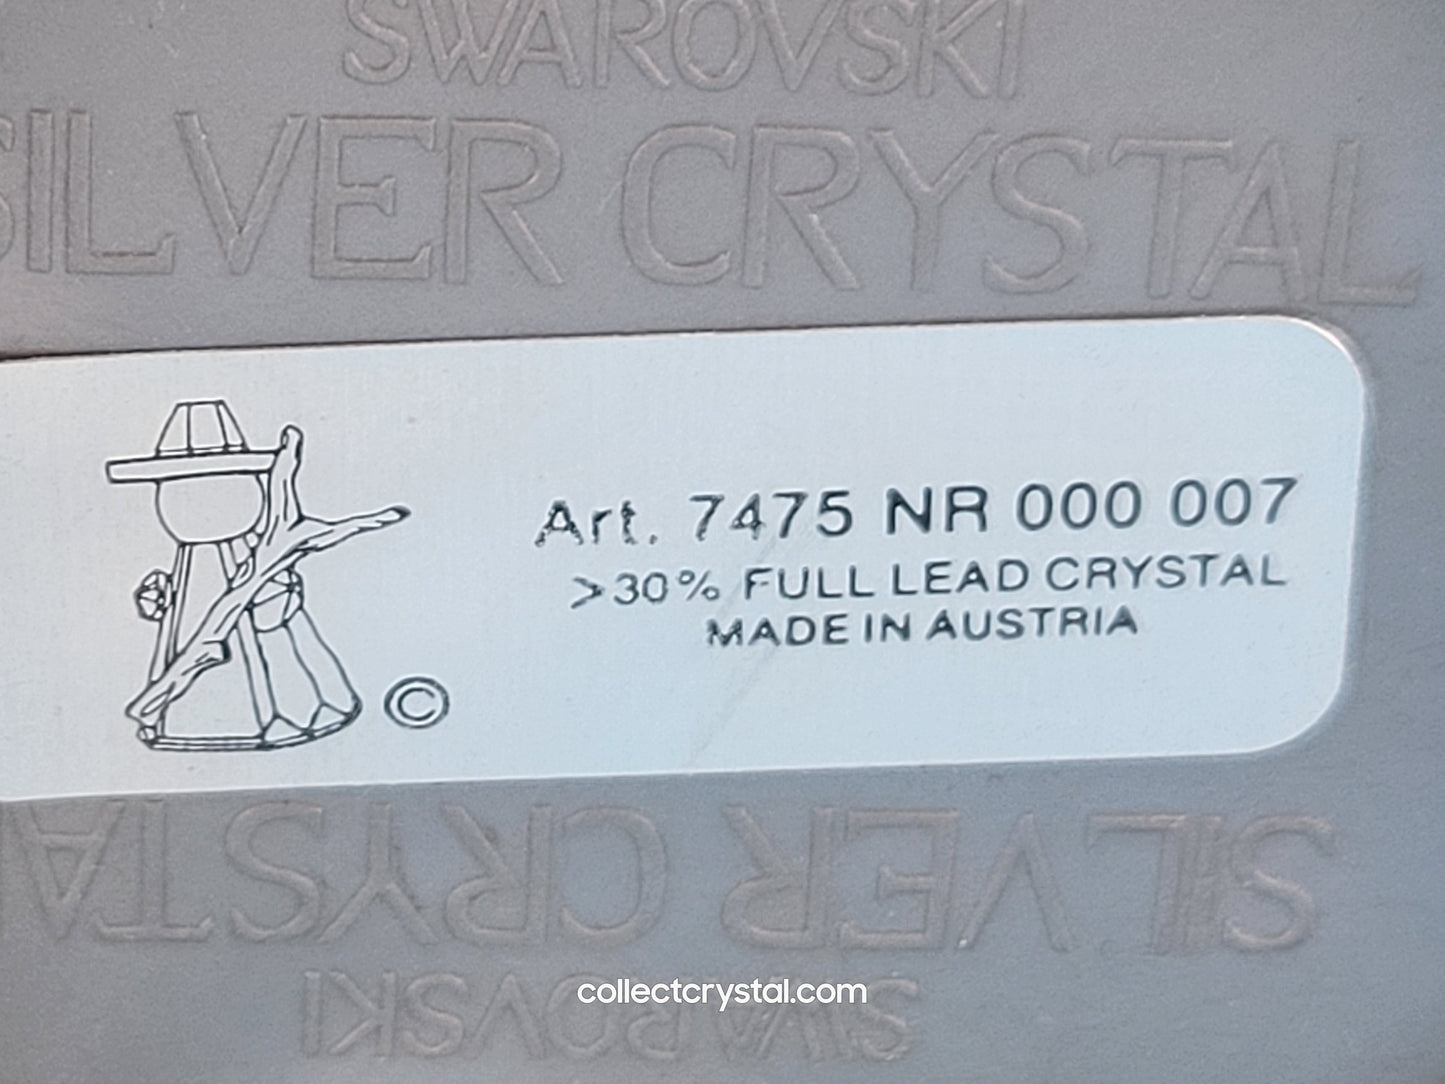 SWAROVSKI
SILVER CRYSTAL
Art. 7475 NR 000 007
>30% FULL LEAD CRYSTAL
MADE IN AUSTRIA
©
SILVER CRYSTA
SWAROVSKI
collectcrystal.com